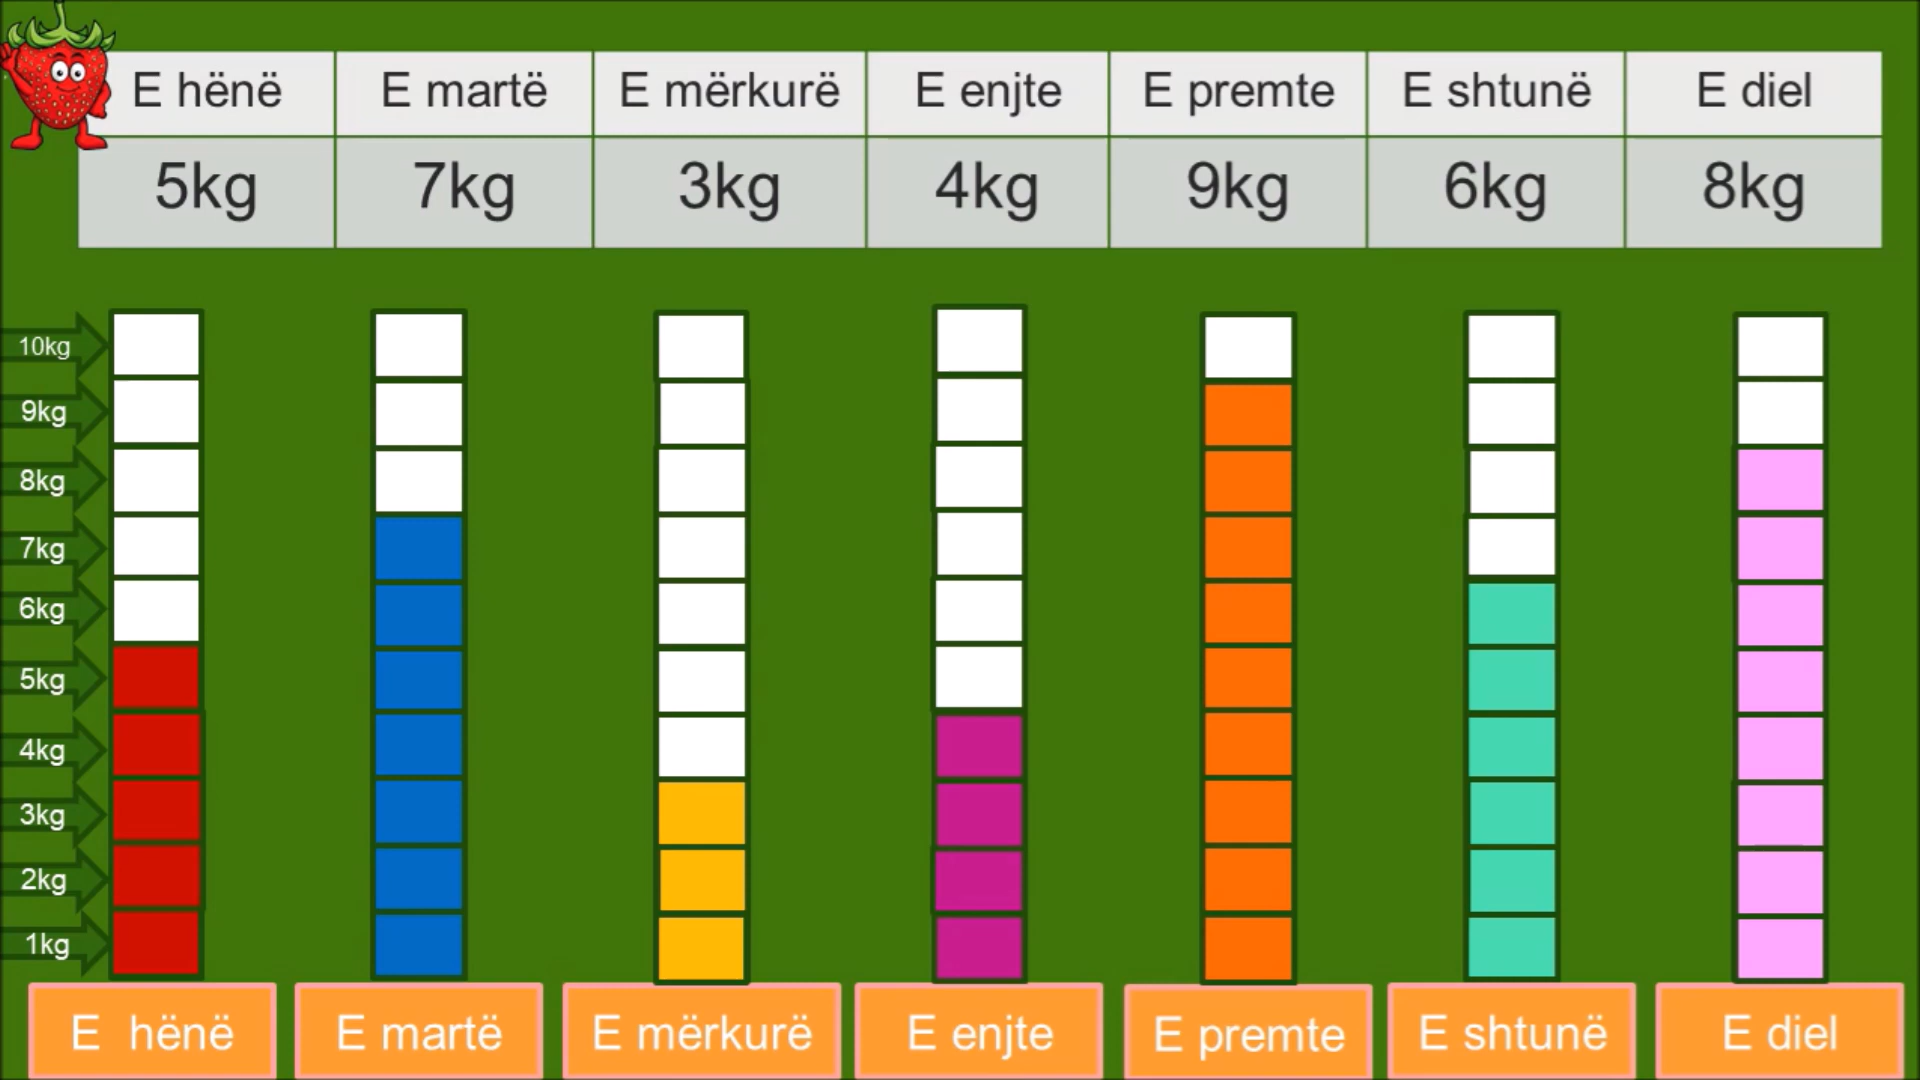 E hënë E martë E mërkurë E enjte E premte E shtunë E diel
5kg 7kg 3kg 4kg 9kg 6kg 8kg
10kg
9kg
8kg
7kg
6kg
5kg
4kg
3kg
2kg
1kg
E hënë E martë E mërkurë E enjte E premte E shtunë E diel